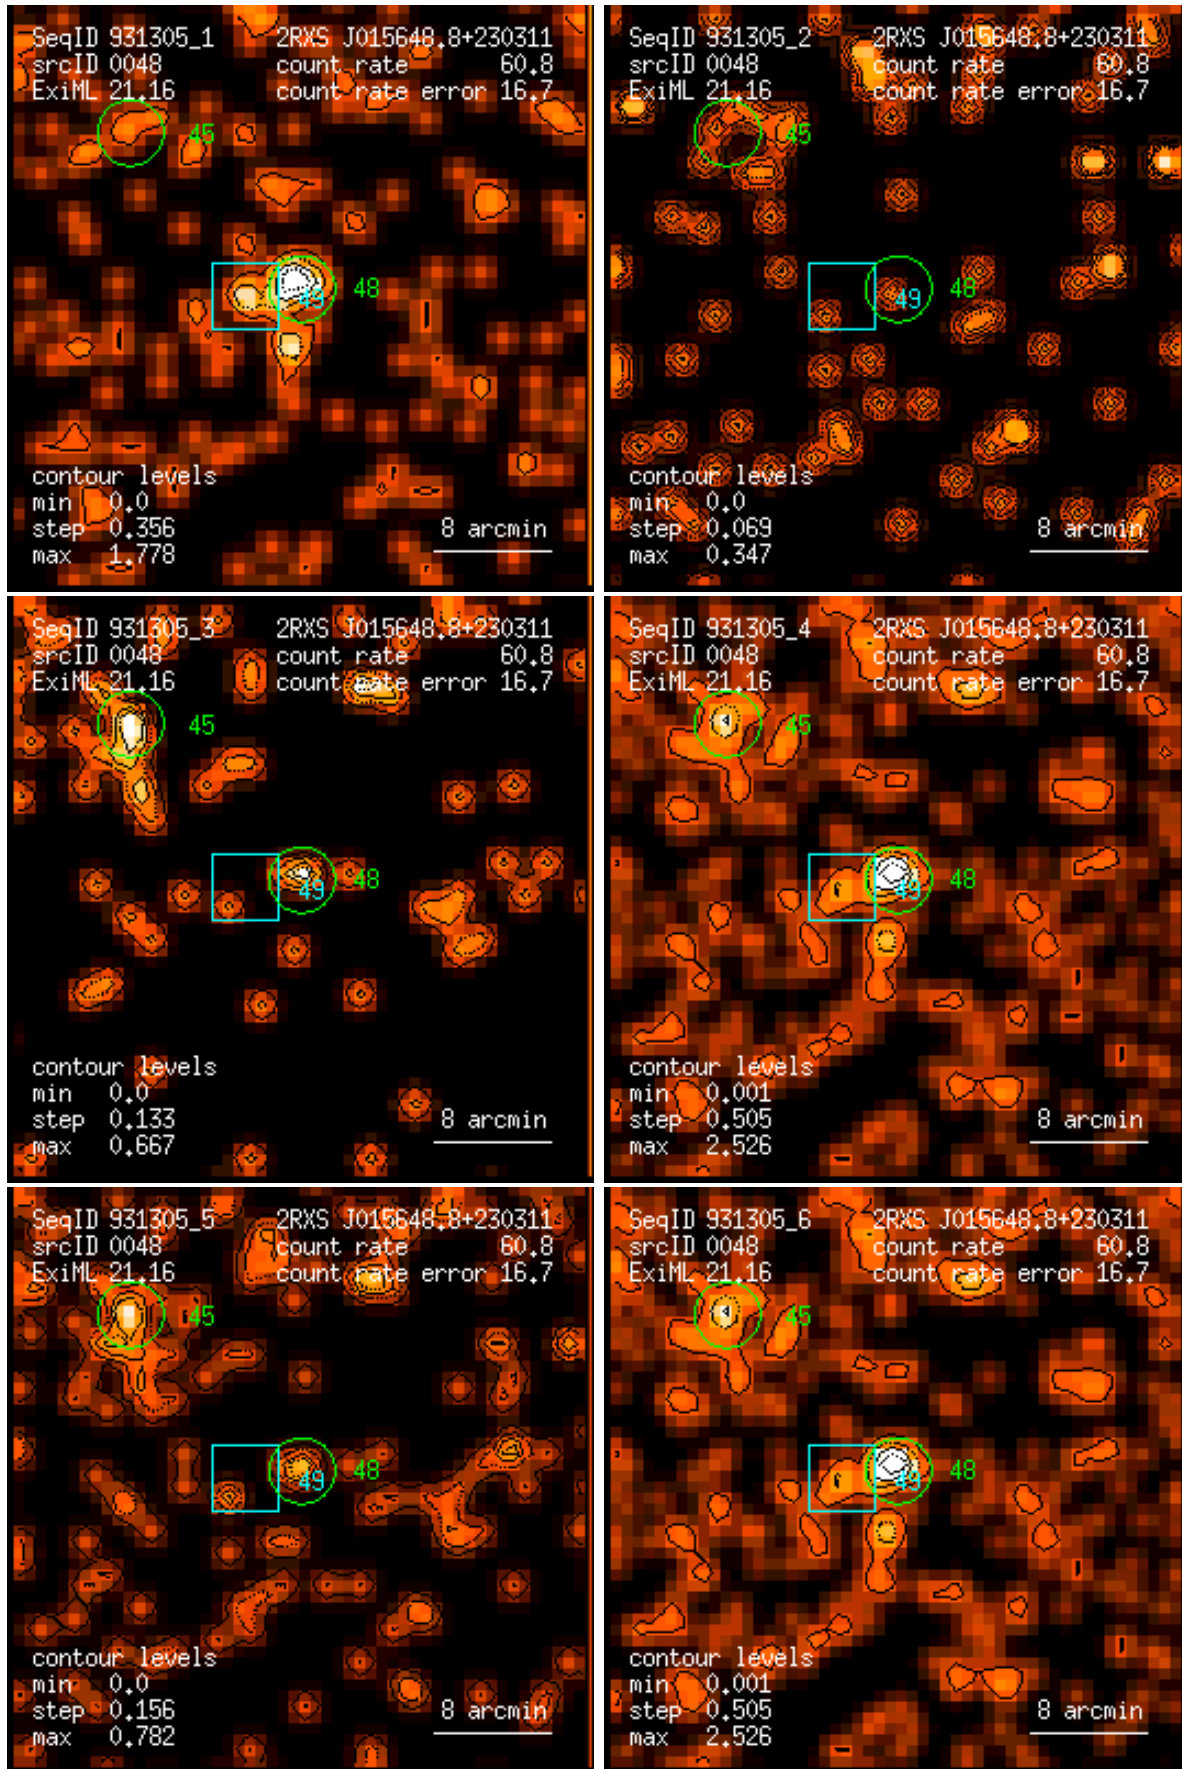 SeqID 931305_1 2RXS J015648.8+230311
srcID 0048 count rate 60.8
ExiML 21.16 count rate error 16.7
45
49 48
contour levels
min 0.0
step 0.356
max 1.778
8 arcmin
SeqID 931305_2 2RXS J015648.8+230311
srcID 0048 count rate 60.8
ExiML 21.16 count rate error 16.7
45
49 48
contour levels
min 0.0
step 0.069
max 0.347
8 arcmin
SeqID 931305_3 2RXS J015648.8+230311
srcID 0048 count rate 60.8
ExiML 21.16 count rate error 16.7
45
49 48
contour levels
min 0.0
step 0.133
max 0.667
8 arcmin
SeqID 931305_4 2RXS J015648.8+230311
srcID 0048 count rate 60.8
ExiML 21.16 count rate error 16.7
45
49 48
contour levels
min 0.001
step 0.505
max 2.526
8 arcmin
SeqID 931305_5 2RXS J015648.8+230311
srcID 0048 count rate 60.8
ExiML 21.16 count rate error 16.7
45
49 48
contour levels
min 0.0
step 0.156
max 0.782
8 arcmin
SeqID 931305_6 2RXS J015648.8+230311
srcID 0048 count rate 60.8
ExiML 21.16 count rate error 16.7
45
49 48
contour levels
min 0.001
step 0.505
max 2.526
8 arcmin